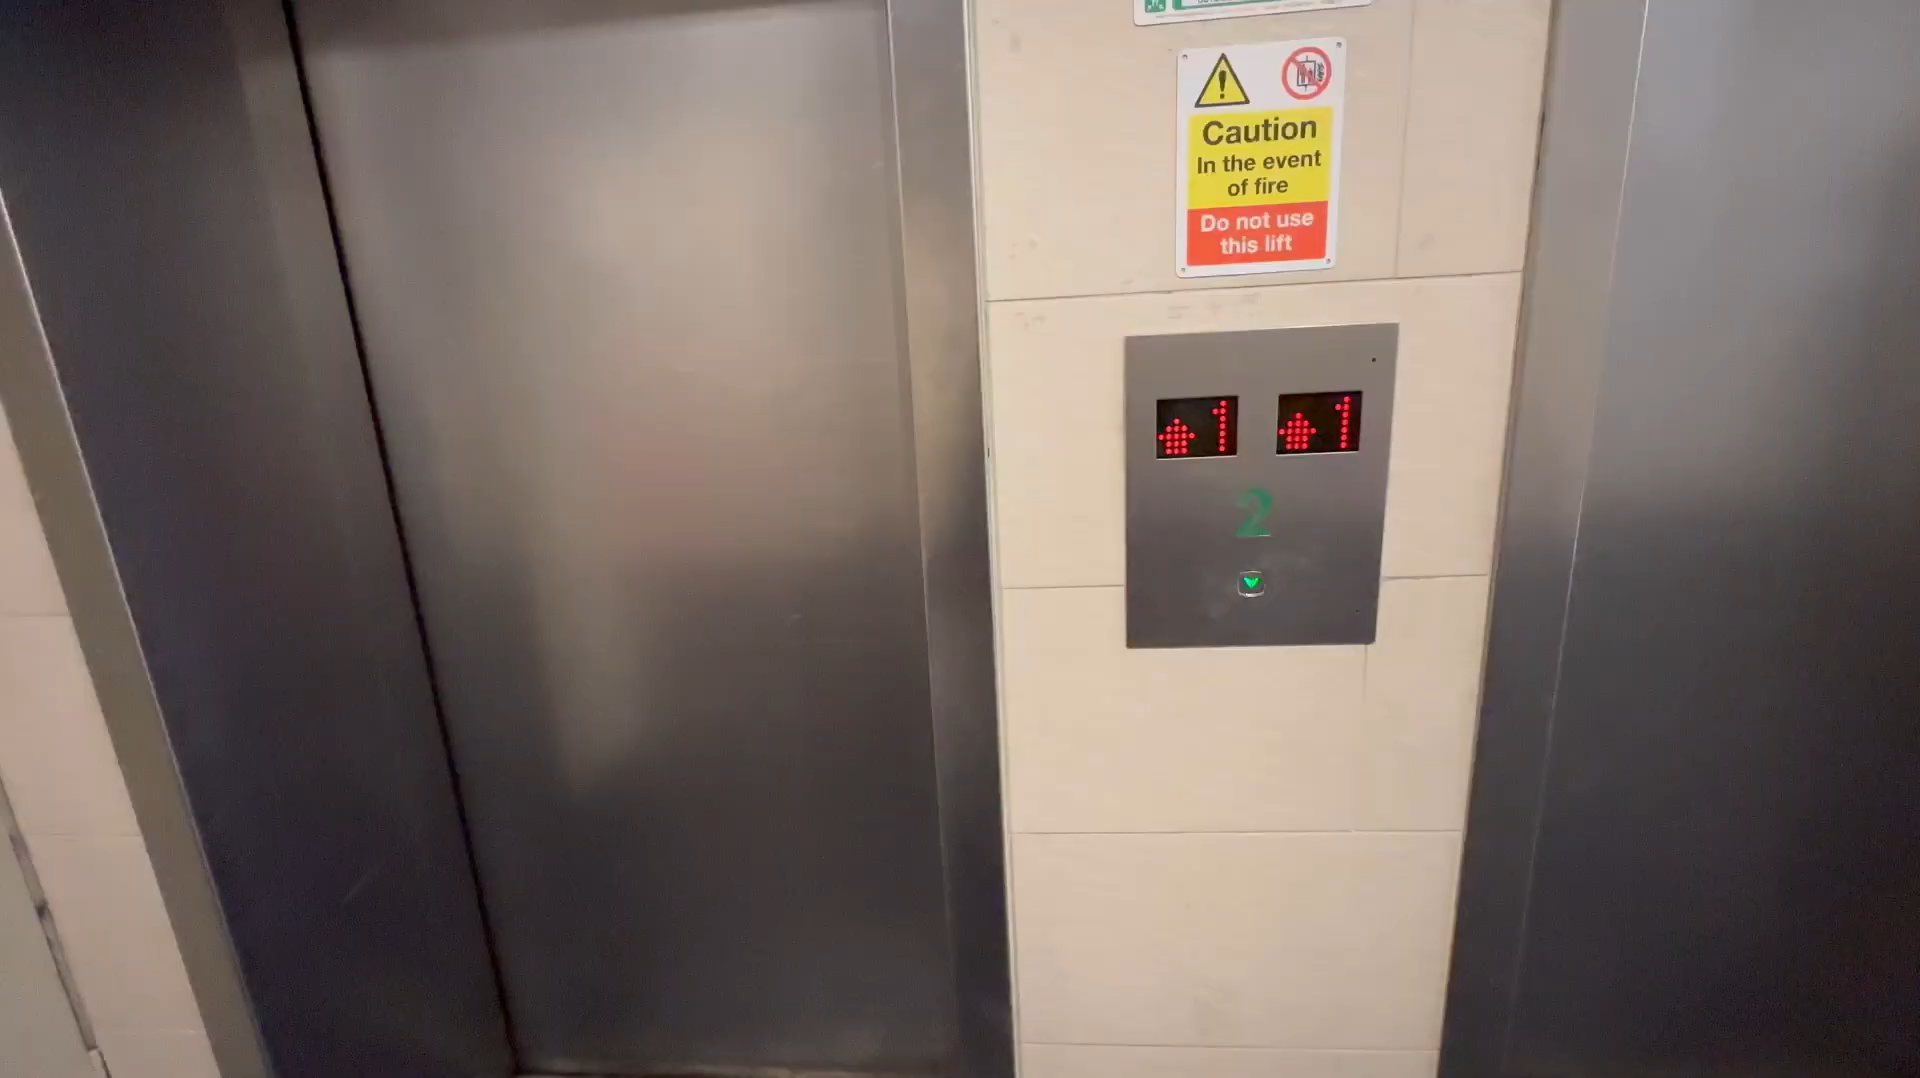 Caution
In the event
of fire
Do not use
this lift
1 1
2